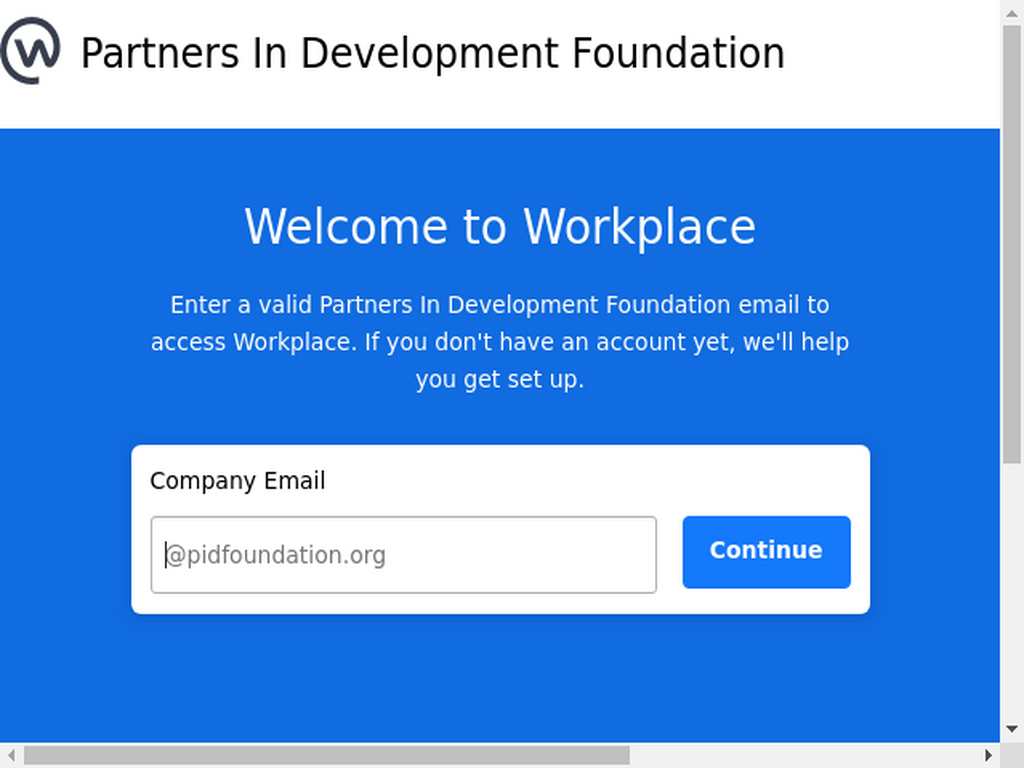 Partners In Development Foundation
Welcome to Workplace
Enter a valid Partners In Development Foundation email to
access Workplace. If you don't have an account yet, we'll help
you get set up.
Company Email
@pidfoundation.org
Continue